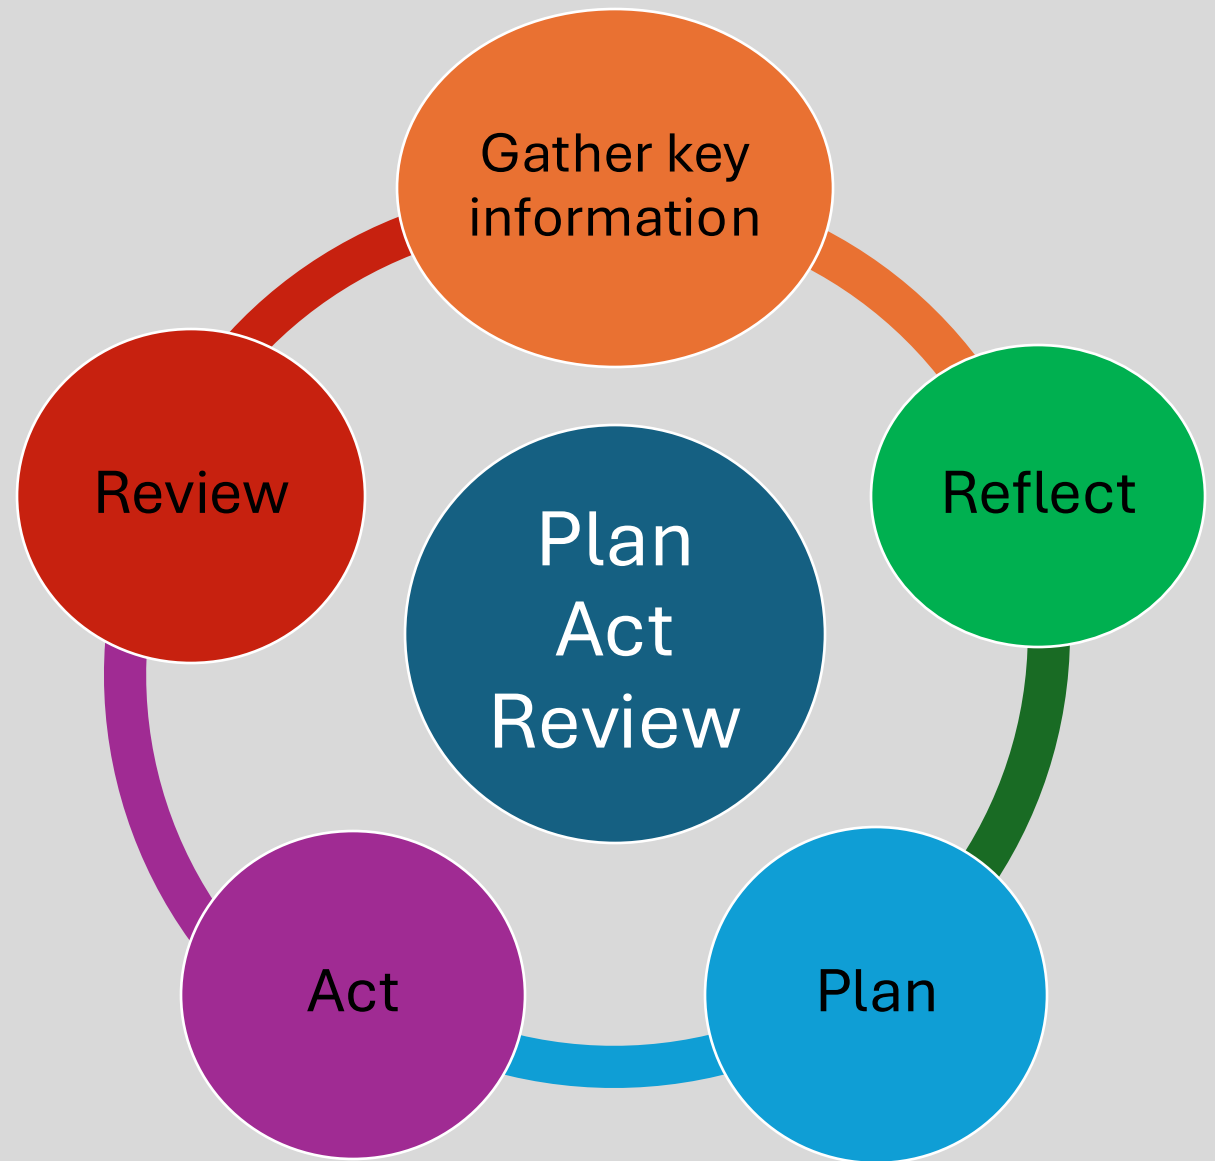 Gather key
information
Reflect
Plan
Act
Review
Plan
Act
Review